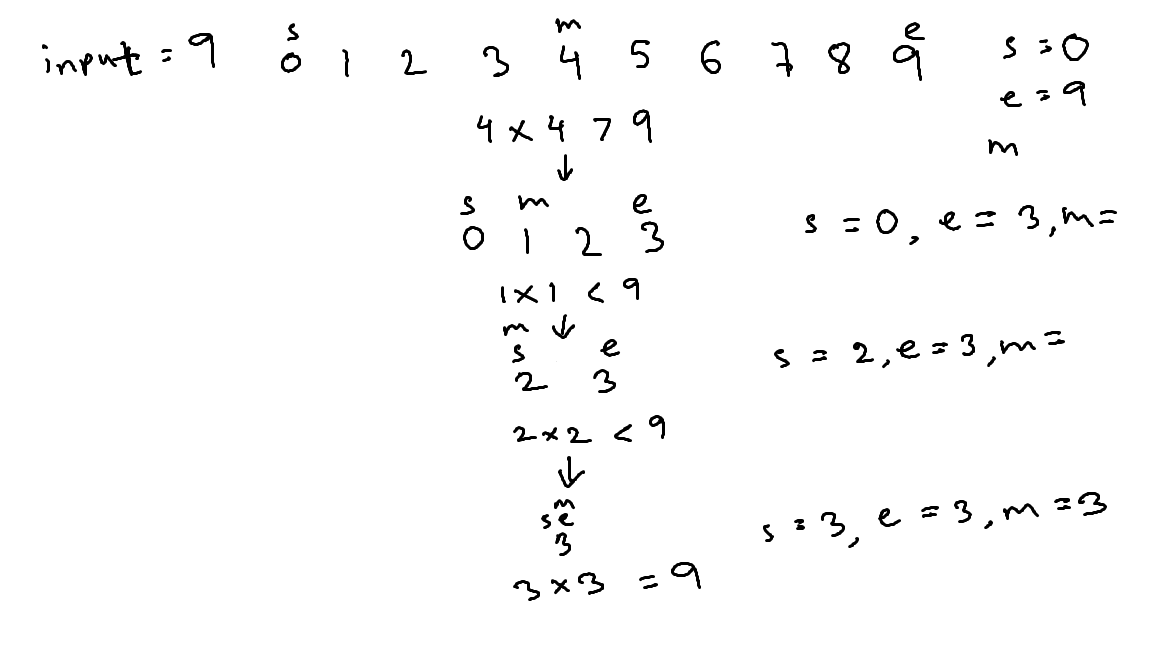 s m e
input = 9 0 1 2 3 4 5 6 7 8 9 s = 0
e = 9
4 x 4 > 9
m
↓
s m e
0 1 2 3 s = 0, e = 3, m =
1 x 1 < 9
m ↓
s e
2 3 s = 2, e = 3, m =
2 x 2 < 9
↓
m
s e
3 s = 3, e = 3, m = 3
3 x 3 = 9